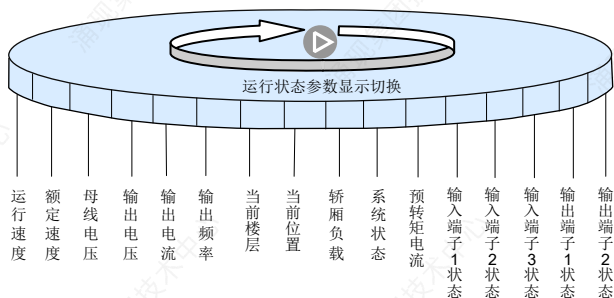 运行状态参数显示切换
运行速度
额定速度
母线电压
输出电压
输出电流
输出频率
当前楼层
当前位置
轿厢负载
系统状态
预转矩电流
输入端子1状态
输入端子2状态
输入端子3状态
输出端子1状态
输出端子2状态
技术中心